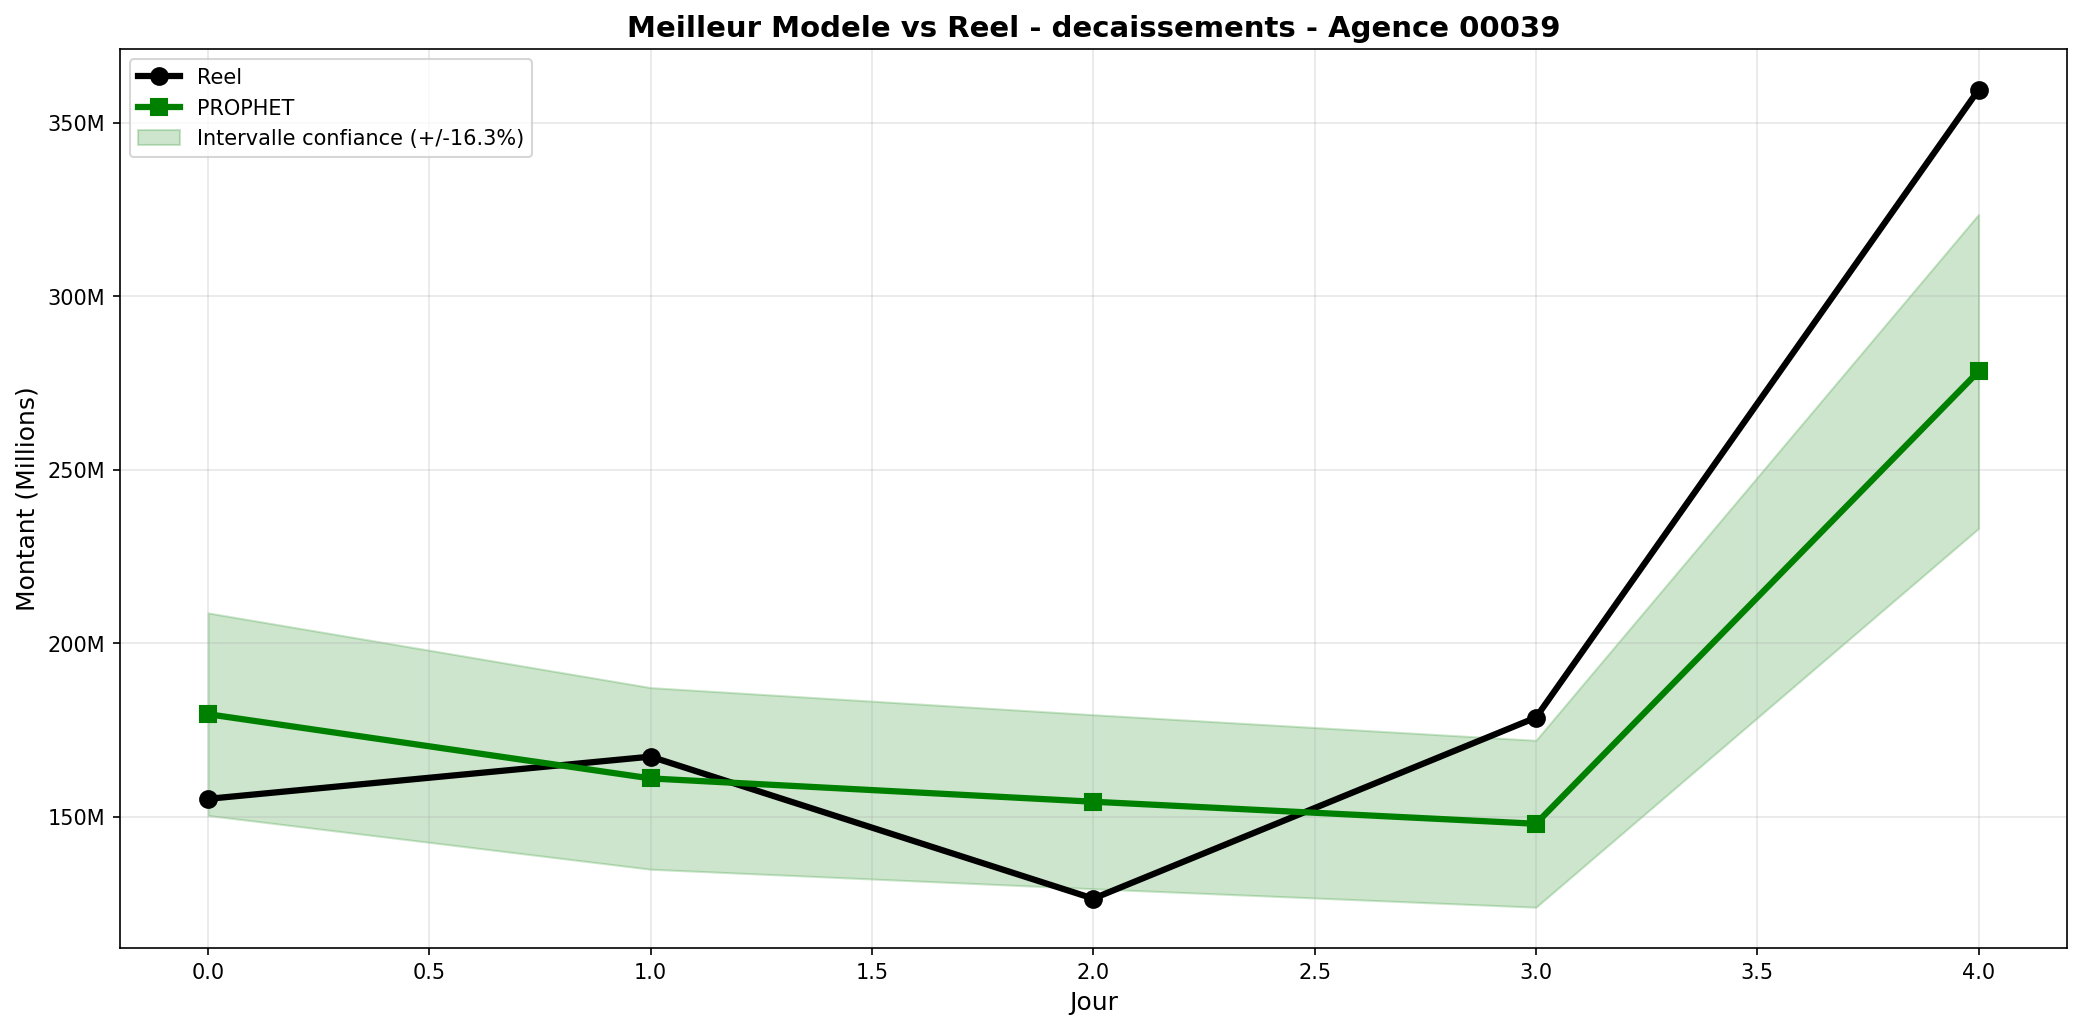 Meilleur Modele vs Reel - decaissements - Agence 00039
Reel
PROPHET
Intervalle confiance (+/-16.3%)
Montant (Millions)
350M
300M
250M
200M
150M
0.0 0.5 1.0 1.5 2.0 2.5 3.0 3.5 4.0
Jour